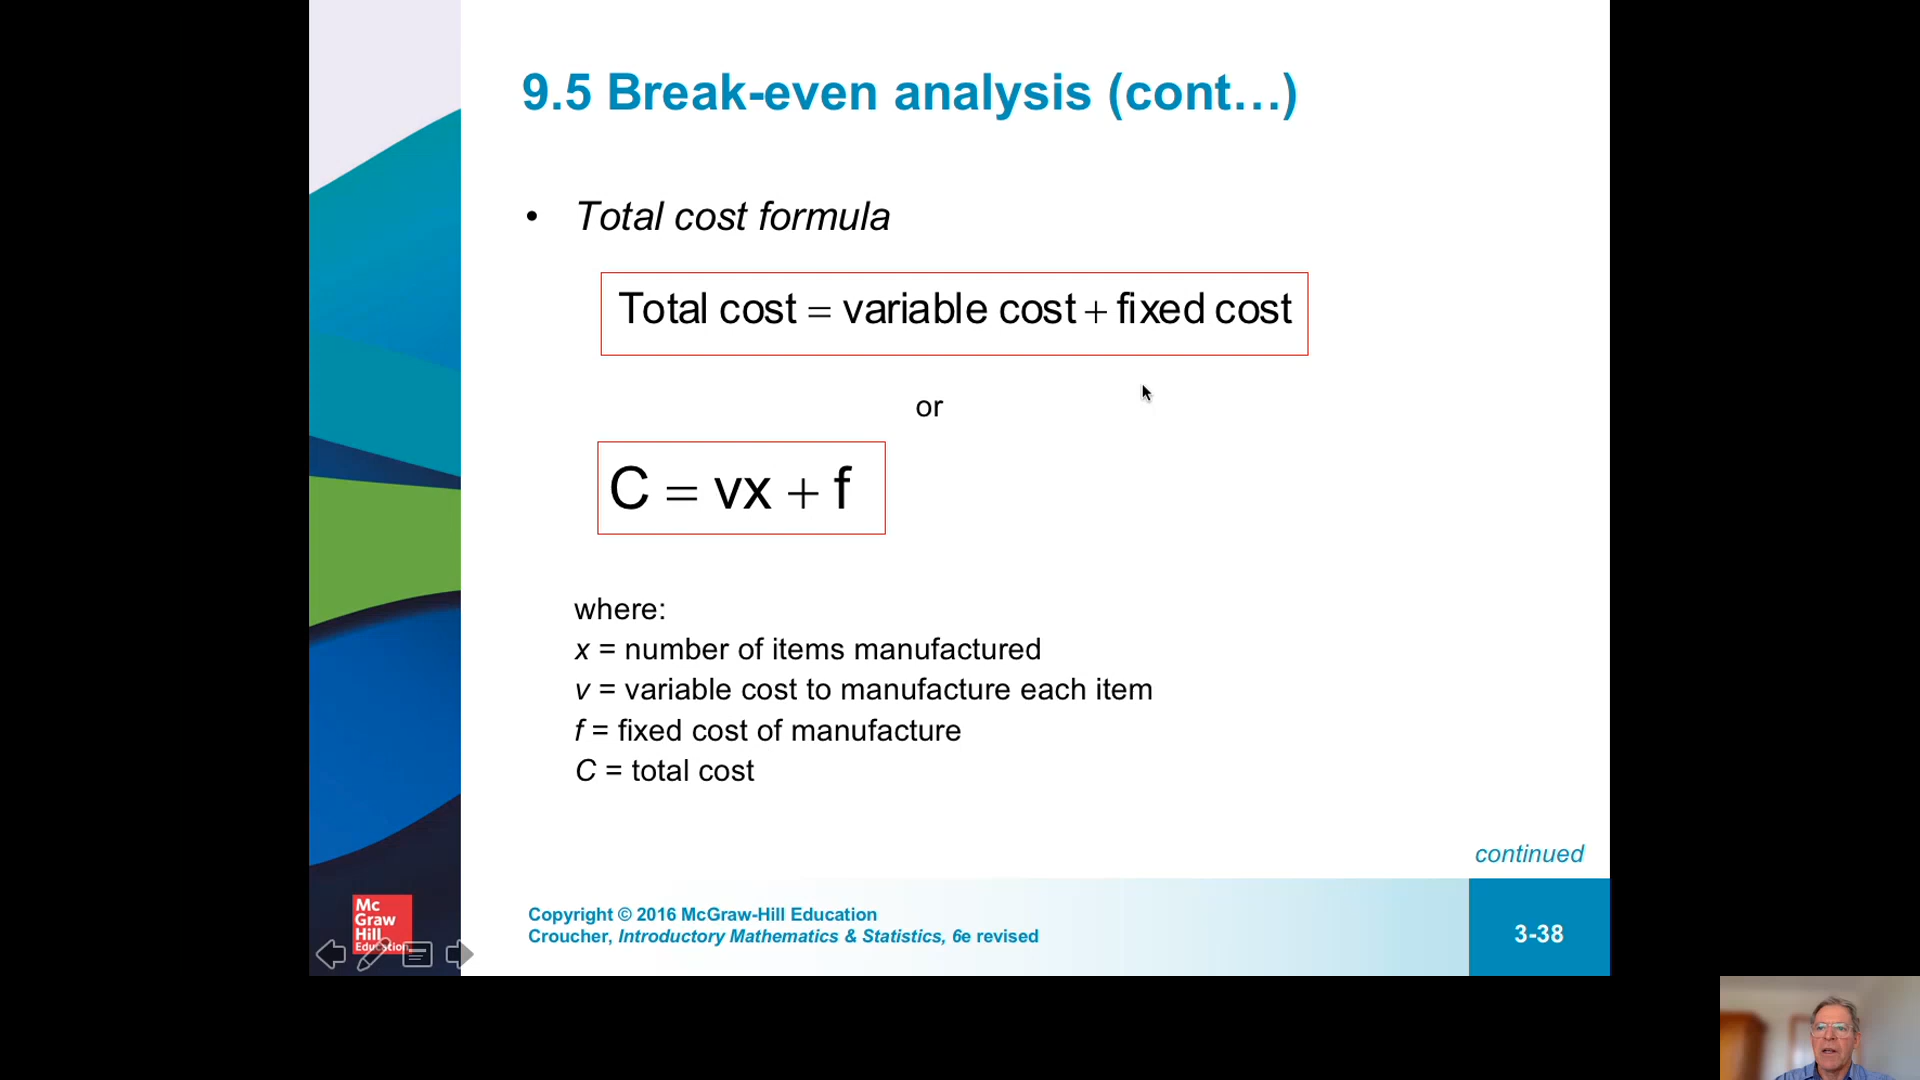 9.5 Break-even analysis (cont…)
• Total cost formula
Total cost = variable cost + fixed cost
or
C = vx + f
where:
x = number of items manufactured
v = variable cost to manufacture each item
f = fixed cost of manufacture
C = total cost
continued
Mc
Graw
Hill
Education
Copyright © 2016 McGraw-Hill Education
Croucher, Introductory Mathematics & Statistics, 6e revised
3-38